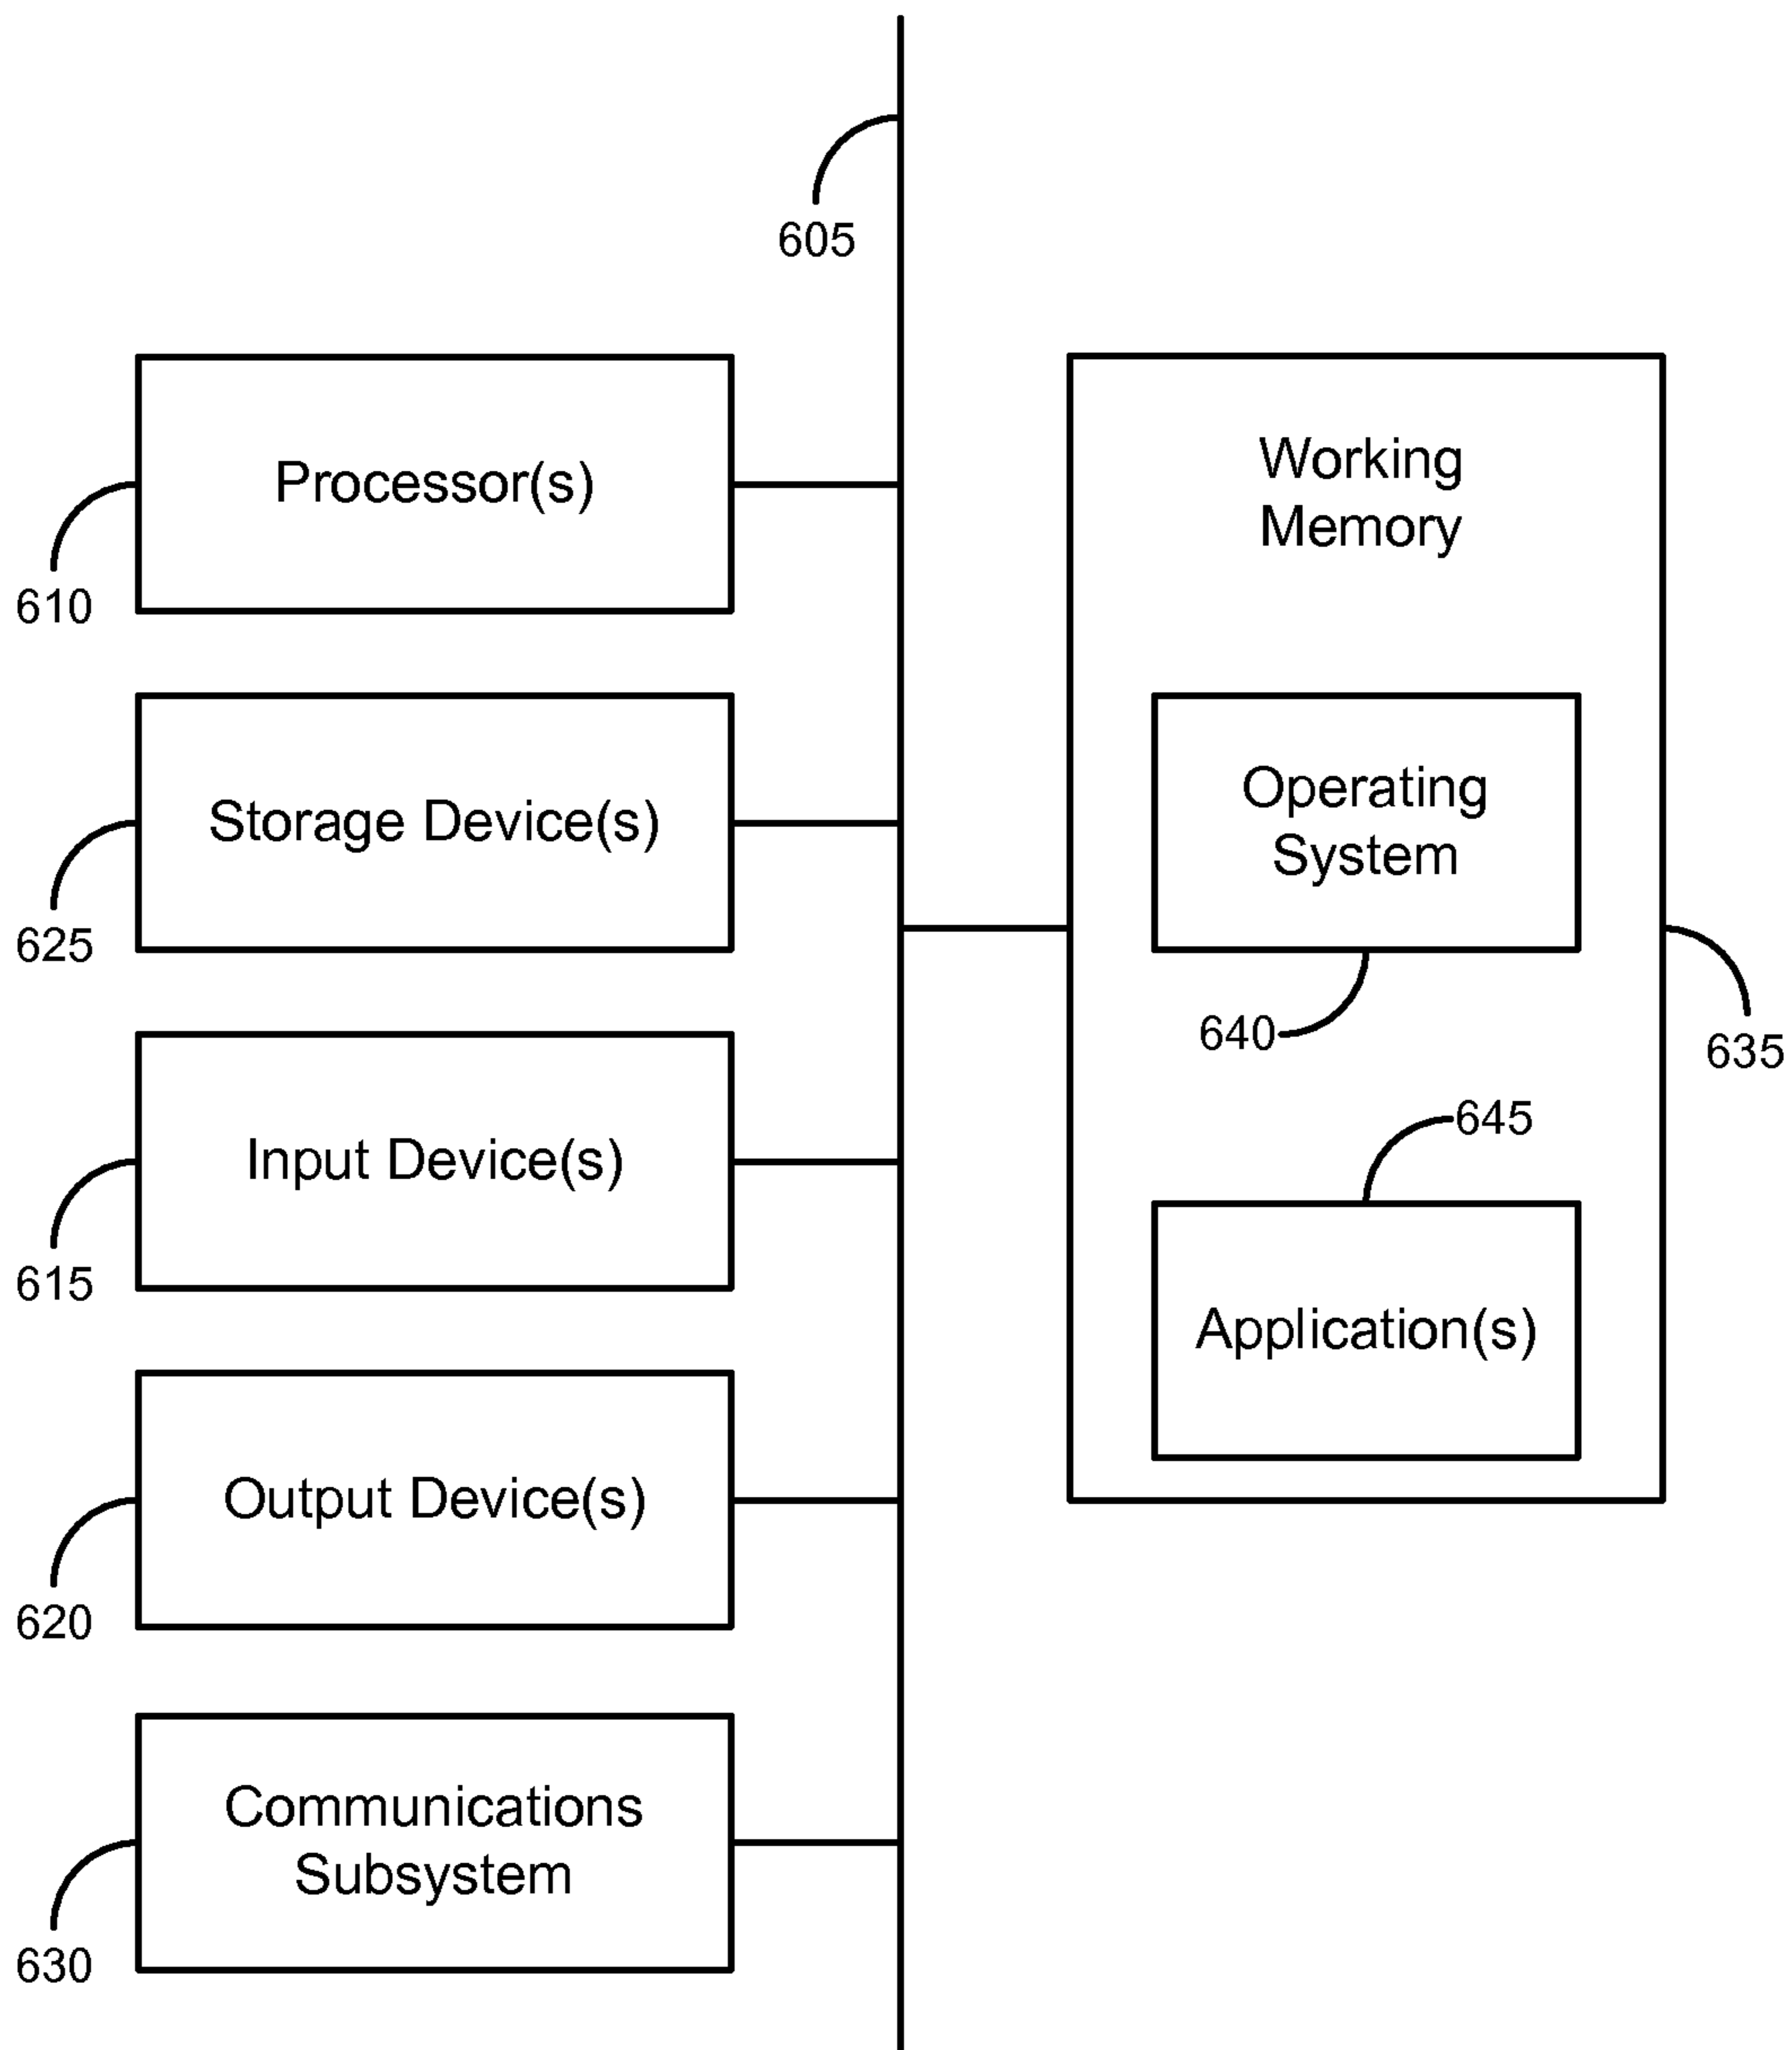 605
Processor(s)
610
Storage Device(s)
625
Input Device(s)
615
Output Device(s)
620
Communications
Subsystem
630
Working
Memory
Operating
System
640
635
645
Application(s)